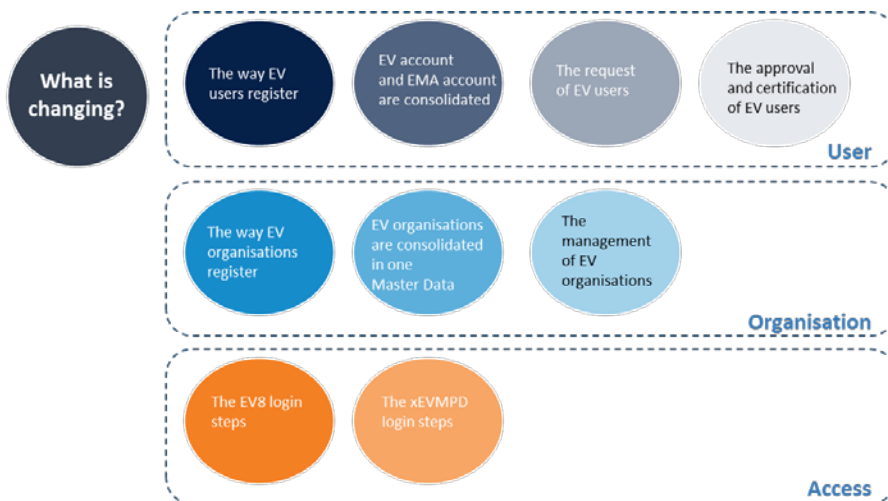 What is
changing?
The way EV
users register
EV account
and EMA account
are consolidated
The request
of EV users
The approval
and certification
of EV users
User
The way EV
organisations
register
EV organisations
are consolidated
in one
Master Data
The
management
of EV
organisations
Organisation
The EV8 login
steps
The xEVMPD
login steps
Access